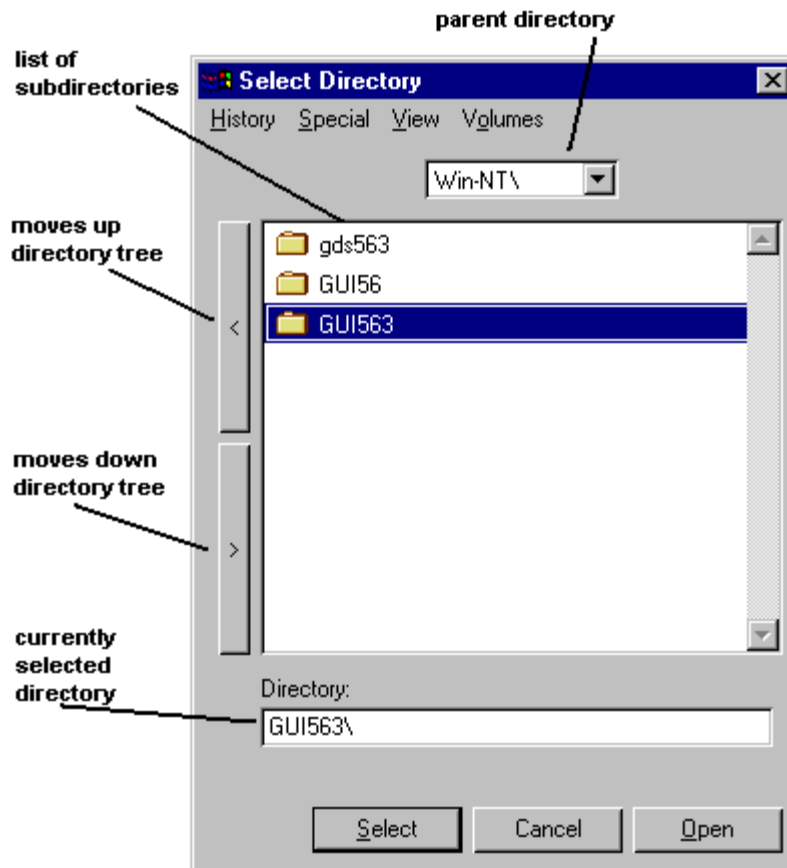 parent directory
list of
subdirectories
Select Directory
History Special View Volumes
Win-NT\
moves up
directory tree
gds563
GUI56
GUI563
<
moves down
directory tree
>
currently
selected
directory
Directory:
GUI563\
Select Cancel Open